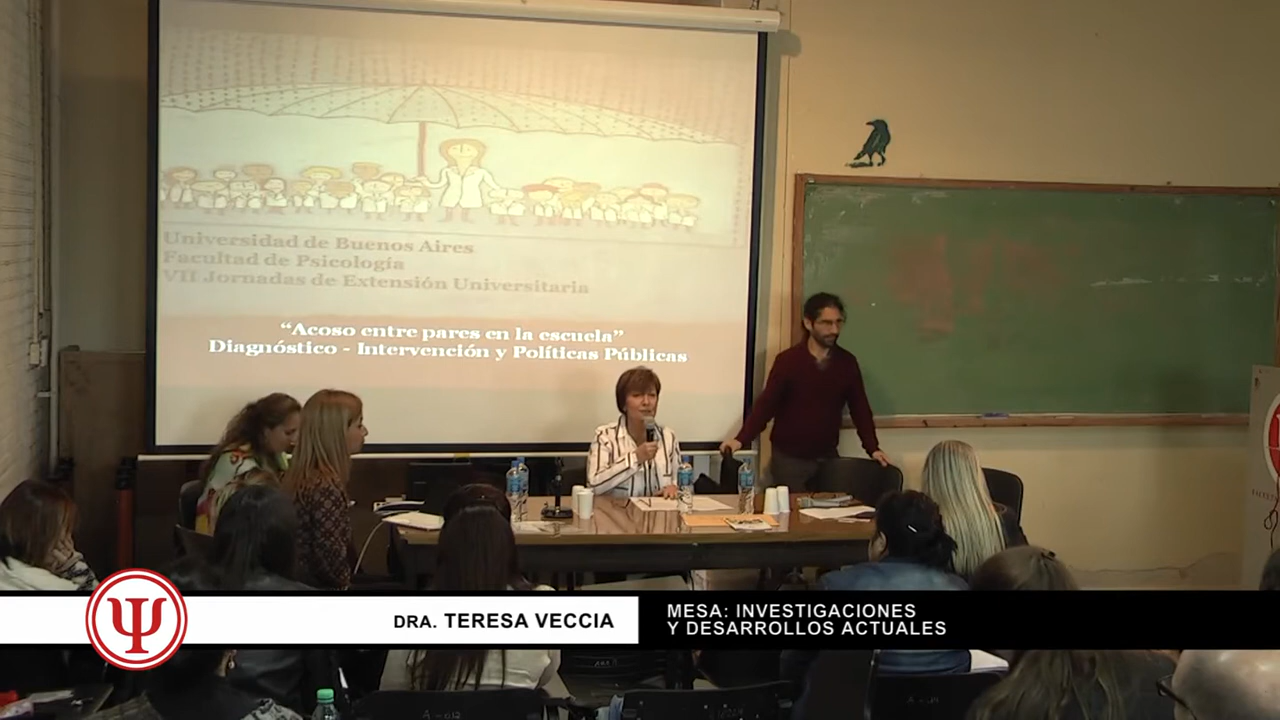 Universidad de Buenos Aires
Facultad de Psicología
VII Jornadas de Extensión Universitaria
“Acoso entre pares en la escuela”
Diagnóstico - Intervención y Políticas Públicas
Ψ
DRA. TERESA VECCIA
MESA: INVESTIGACIONES
Y DESARROLLOS ACTUALES